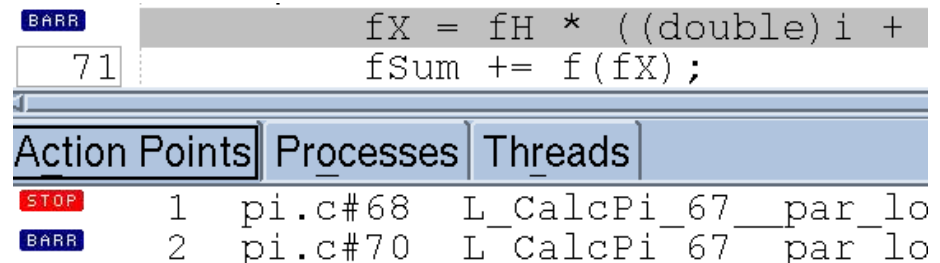 BARR fX = fH * ((double)i +
71 fSum += f(fX);
Action Points Processes Threads
STOP 1 pi.c#68 L_CalcPi_67__par_lo
BARR 2 pi.c#70 L_CalcPi_67__par_lo